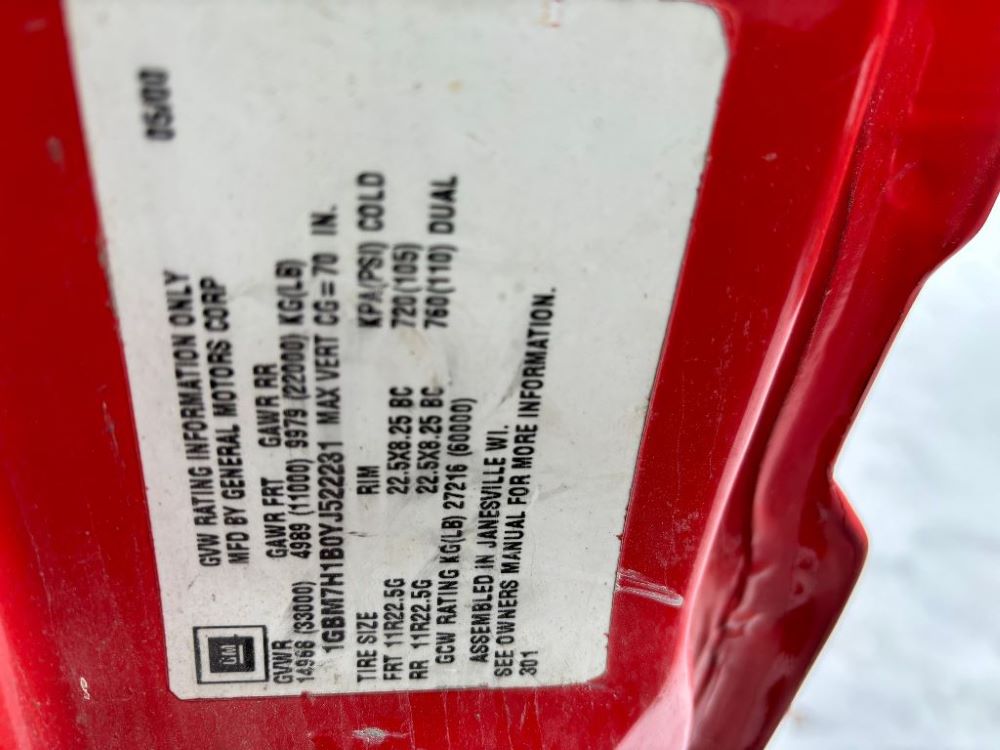 05/00
GVW RATING INFORMATION ONLY
MFD BY GENERAL MOTORS CORP
GM
GVWR GAWR FRT GAWR RR
14968 (33000) 4989 (11000) 9979 (22000) KG(LB)
1GBM7H1B0YJ522231 MAX VERT CG = 70 IN.
TIRE SIZE RIM KPA/(PSI) COLD
FRT 11R22.5G 22.5X8.25 BC 720(105)
RR 11R22.5G 22.5X8.25 BC 760(110) DUAL
GCW RATING KG(LB) 27216 (60000)
ASSEMBLED IN JANESVILLE WI.
SEE OWNERS MANUAL FOR MORE INFORMATION.
301